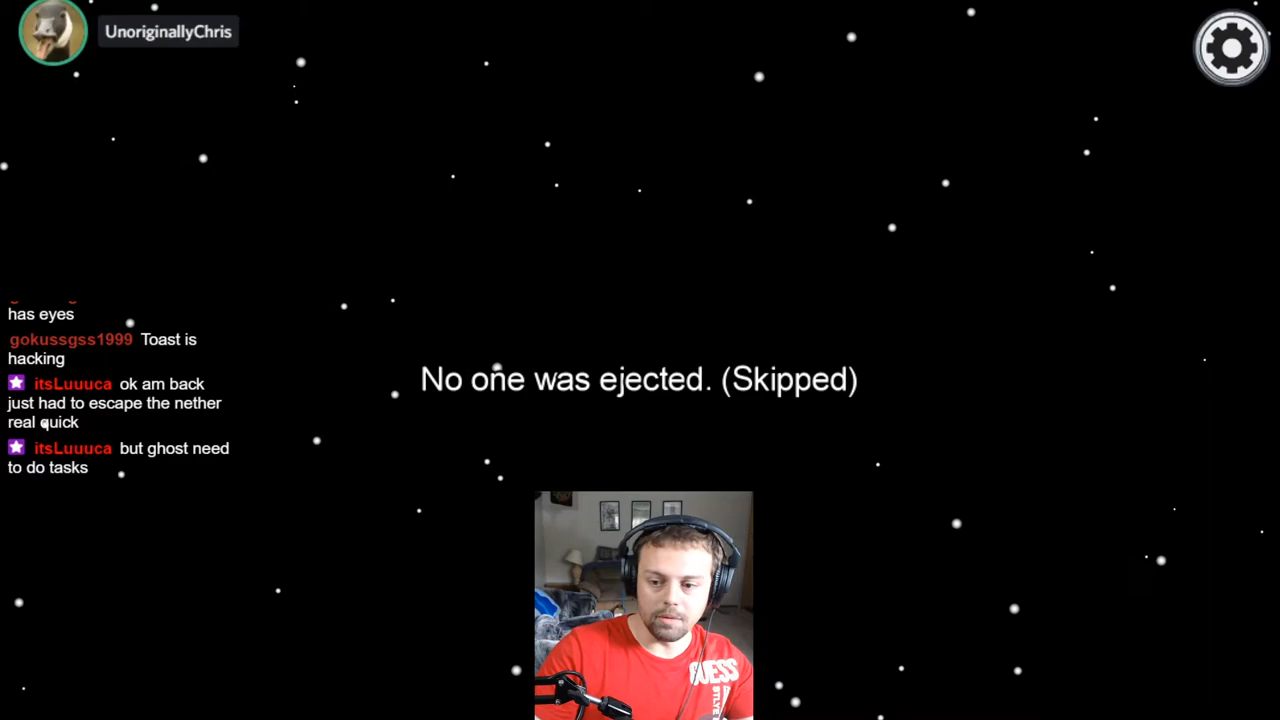 UnoriginallyChris
has eyes
gokussgss1999 Toast is
hacking
itsLuuuca ok am back
just had to escape the nether
real quick
itsLuuuca but ghost need
to do tasks
No one was ejected. (Skipped)
GUESS